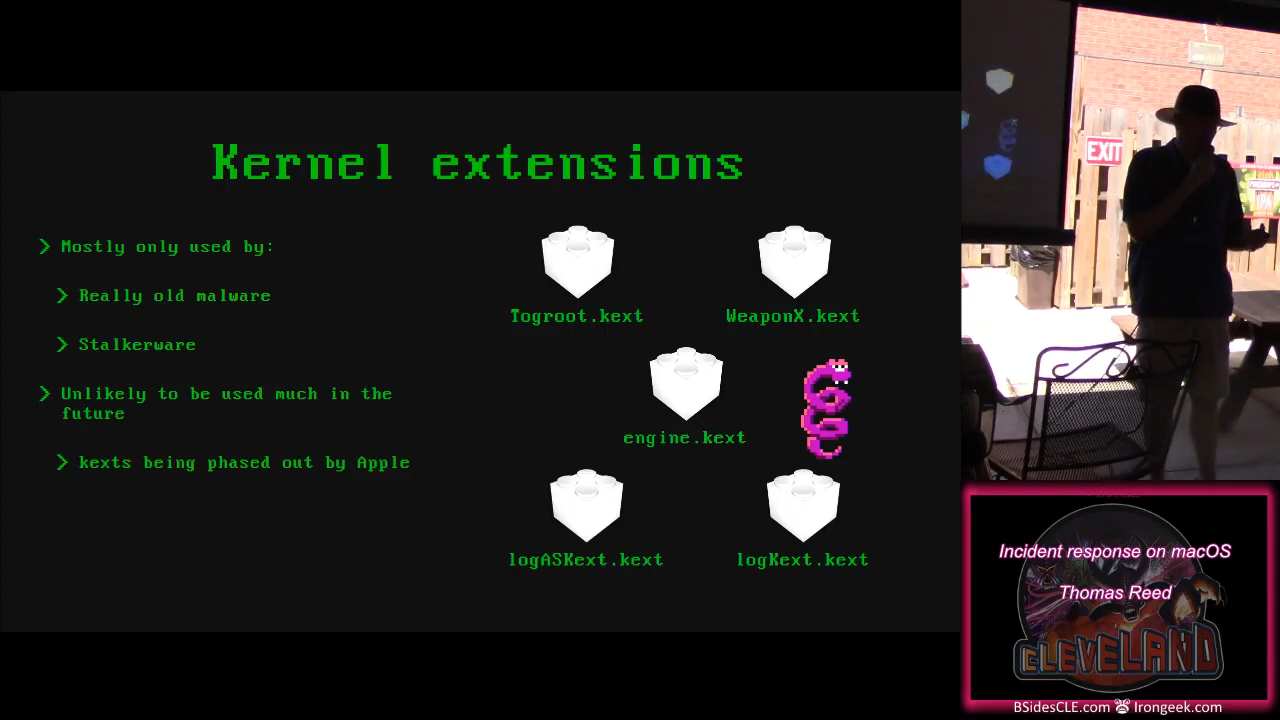 Kernel extensions
> Mostly only used by:
> Really old malware
> Stalkerware
> Unlikely to be used much in the
future
> kexts being phased out by Apple
Togroot.kext
WeaponX.kext
engine.kext
logASKext.kext
logKext.kext
EXIT
IPA
Incident response on macOS
Thomas Reed
CLEVELAND
BSidesCLE.com Irongeek.com